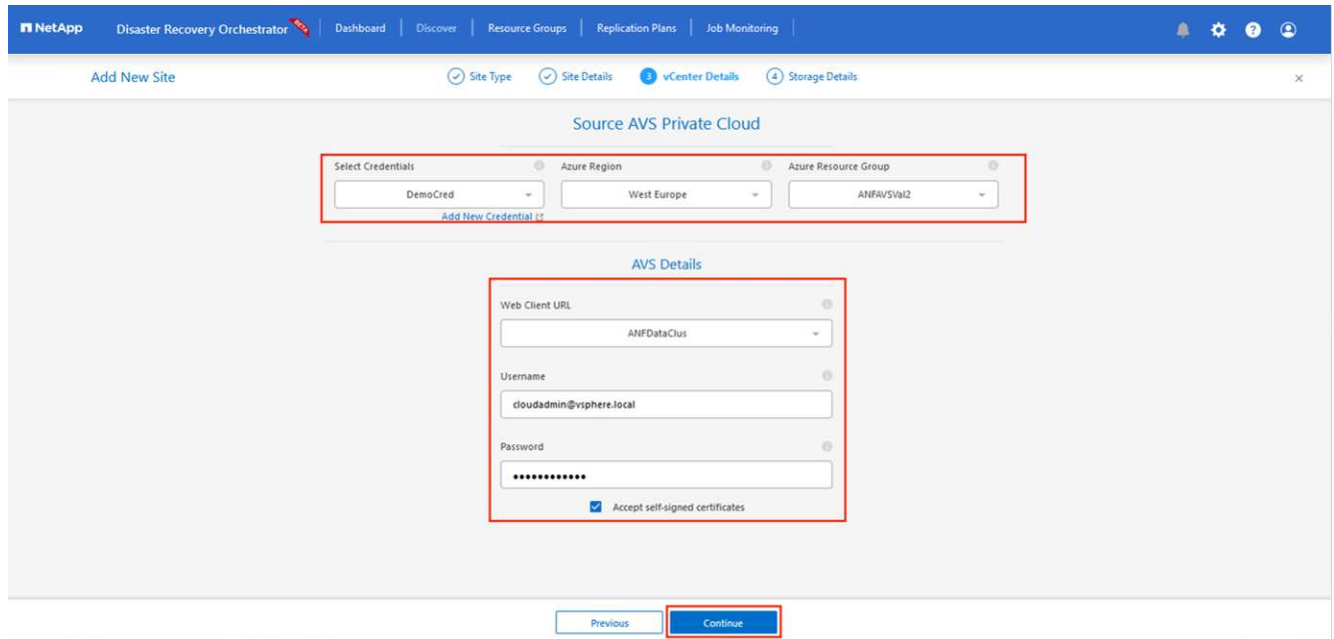 NetApp Disaster Recovery Orchestrator Dashboard Discover Resource Groups Replication Plans Job Monitoring
Add New Site Site Type Site Details 3 vCenter Details 4 Storage Details
Source AVS Private Cloud
Select Credentials Azure Region Azure Resource Group
DemoCred West Europe ANFAVSVal2
Add New Credential
AVS Details
Web Client URL
ANFDataClus
Username
cloudadmin@vsphere.local
Password
••••••••••••
Accept self-signed certificates
Previous Continue